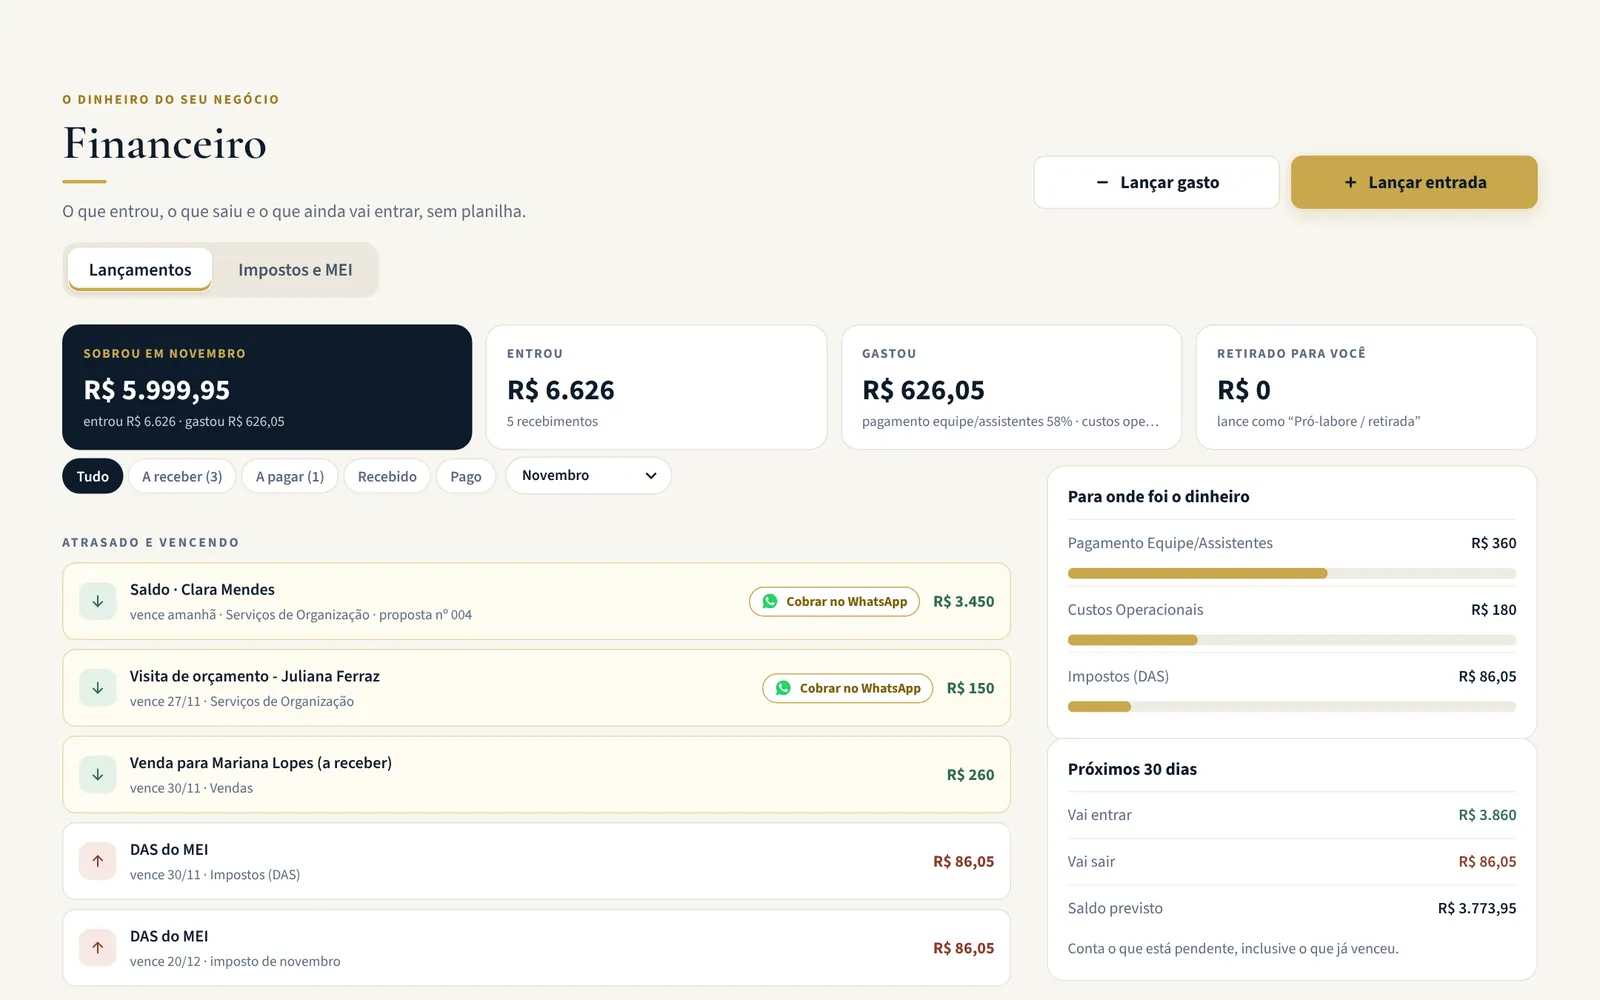 O DINHEIRO DO SEU NEGÓCIO
Financeiro
O que entrou, o que saiu e o que ainda vai entrar, sem planilha.
− Lançar gasto
+ Lançar entrada
Lançamentos
Impostos e MEI
SOBROU EM NOVEMBRO
R$ 5.999,95
entrou R$ 6.626 · gastou R$ 626,05
ENTROU
R$ 6.626
5 recebimentos
GASTOU
R$ 626,05
pagamento equipe/assistentes 58% · custos ope…
RETIRADO PARA VOCÊ
R$ 0
lance como “Pró-labore / retirada”
Tudo
A receber (3)
A pagar (1)
Recebido
Pago
Novembro
ATRASADO E VENCENDO
Saldo · Clara Mendes
vence amanhã · Serviços de Organização · proposta nº 004
Cobrar no WhatsApp
R$ 3.450
Visita de orçamento - Juliana Ferraz
vence 27/11 · Serviços de Organização
Cobrar no WhatsApp
R$ 150
Venda para Mariana Lopes (a receber)
vence 30/11 · Vendas
R$ 260
DAS do MEI
vence 30/11 · Impostos (DAS)
R$ 86,05
DAS do MEI
vence 20/12 · imposto de novembro
R$ 86,05
Para onde foi o dinheiro
Pagamento Equipe/Assistentes
R$ 360
Custos Operacionais
R$ 180
Impostos (DAS)
R$ 86,05
Próximos 30 dias
Vai entrar
R$ 3.860
Vai sair
R$ 86,05
Saldo previsto
R$ 3.773,95
Conta o que está pendente, inclusive o que já venceu.